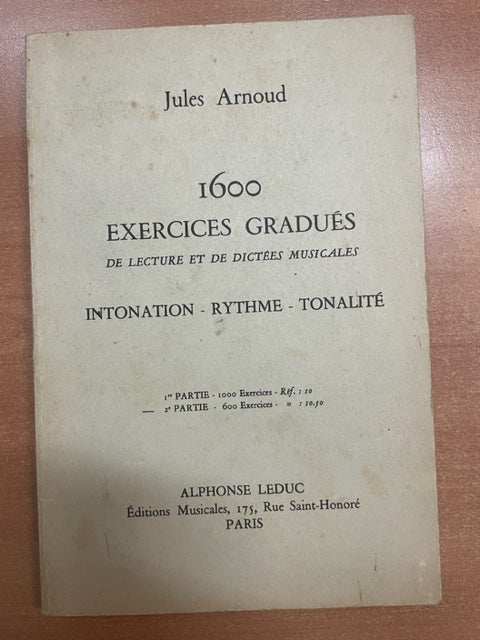 Jules Arnoud
1600
EXERCICES GRADUÉS
DE LECTURE ET DE DICTÉES MUSICALES
INTONATION - RYTHME - TONALITÉ
1re PARTIE - 1000 Exercices - Réf. : 10
— 2e PARTIE - 600 Exercices - » : 10.50
ALPHONSE LEDUC
Éditions Musicales, 175, Rue Saint-Honoré
PARIS